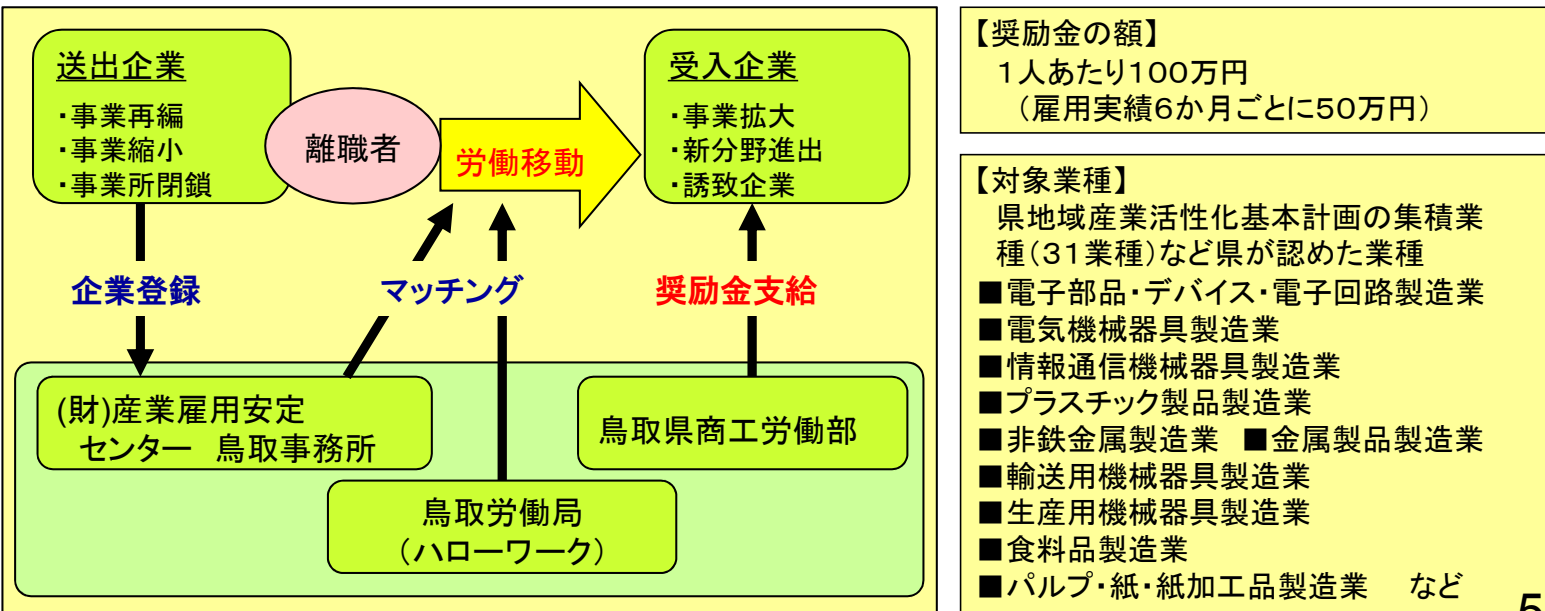 送出企業
・事業再編
・事業縮小
・事業所閉鎖
離職者
労働移動
受入企業
・事業拡大
・新分野進出
・誘致企業
企業登録
マッチング
奨励金支給
(財)産業雇用安定
センター 鳥取事務所
鳥取県商工労働部
鳥取労働局
(ハローワーク)
【奨励金の額】
1人あたり100万円
(雇用実績6か月ごとに50万円)
【対象業種】
県地域産業活性化基本計画の集積業
種(31業種)など県が認めた業種
■電子部品・デバイス・電子回路製造業
■電気機械器具製造業
■情報通信機械器具製造業
■プラスチック製品製造業
■非鉄金属製造業 ■金属製品製造業
■輸送用機械器具製造業
■生産用機械器具製造業
■食料品製造業
■パルプ・紙・紙加工品製造業 など